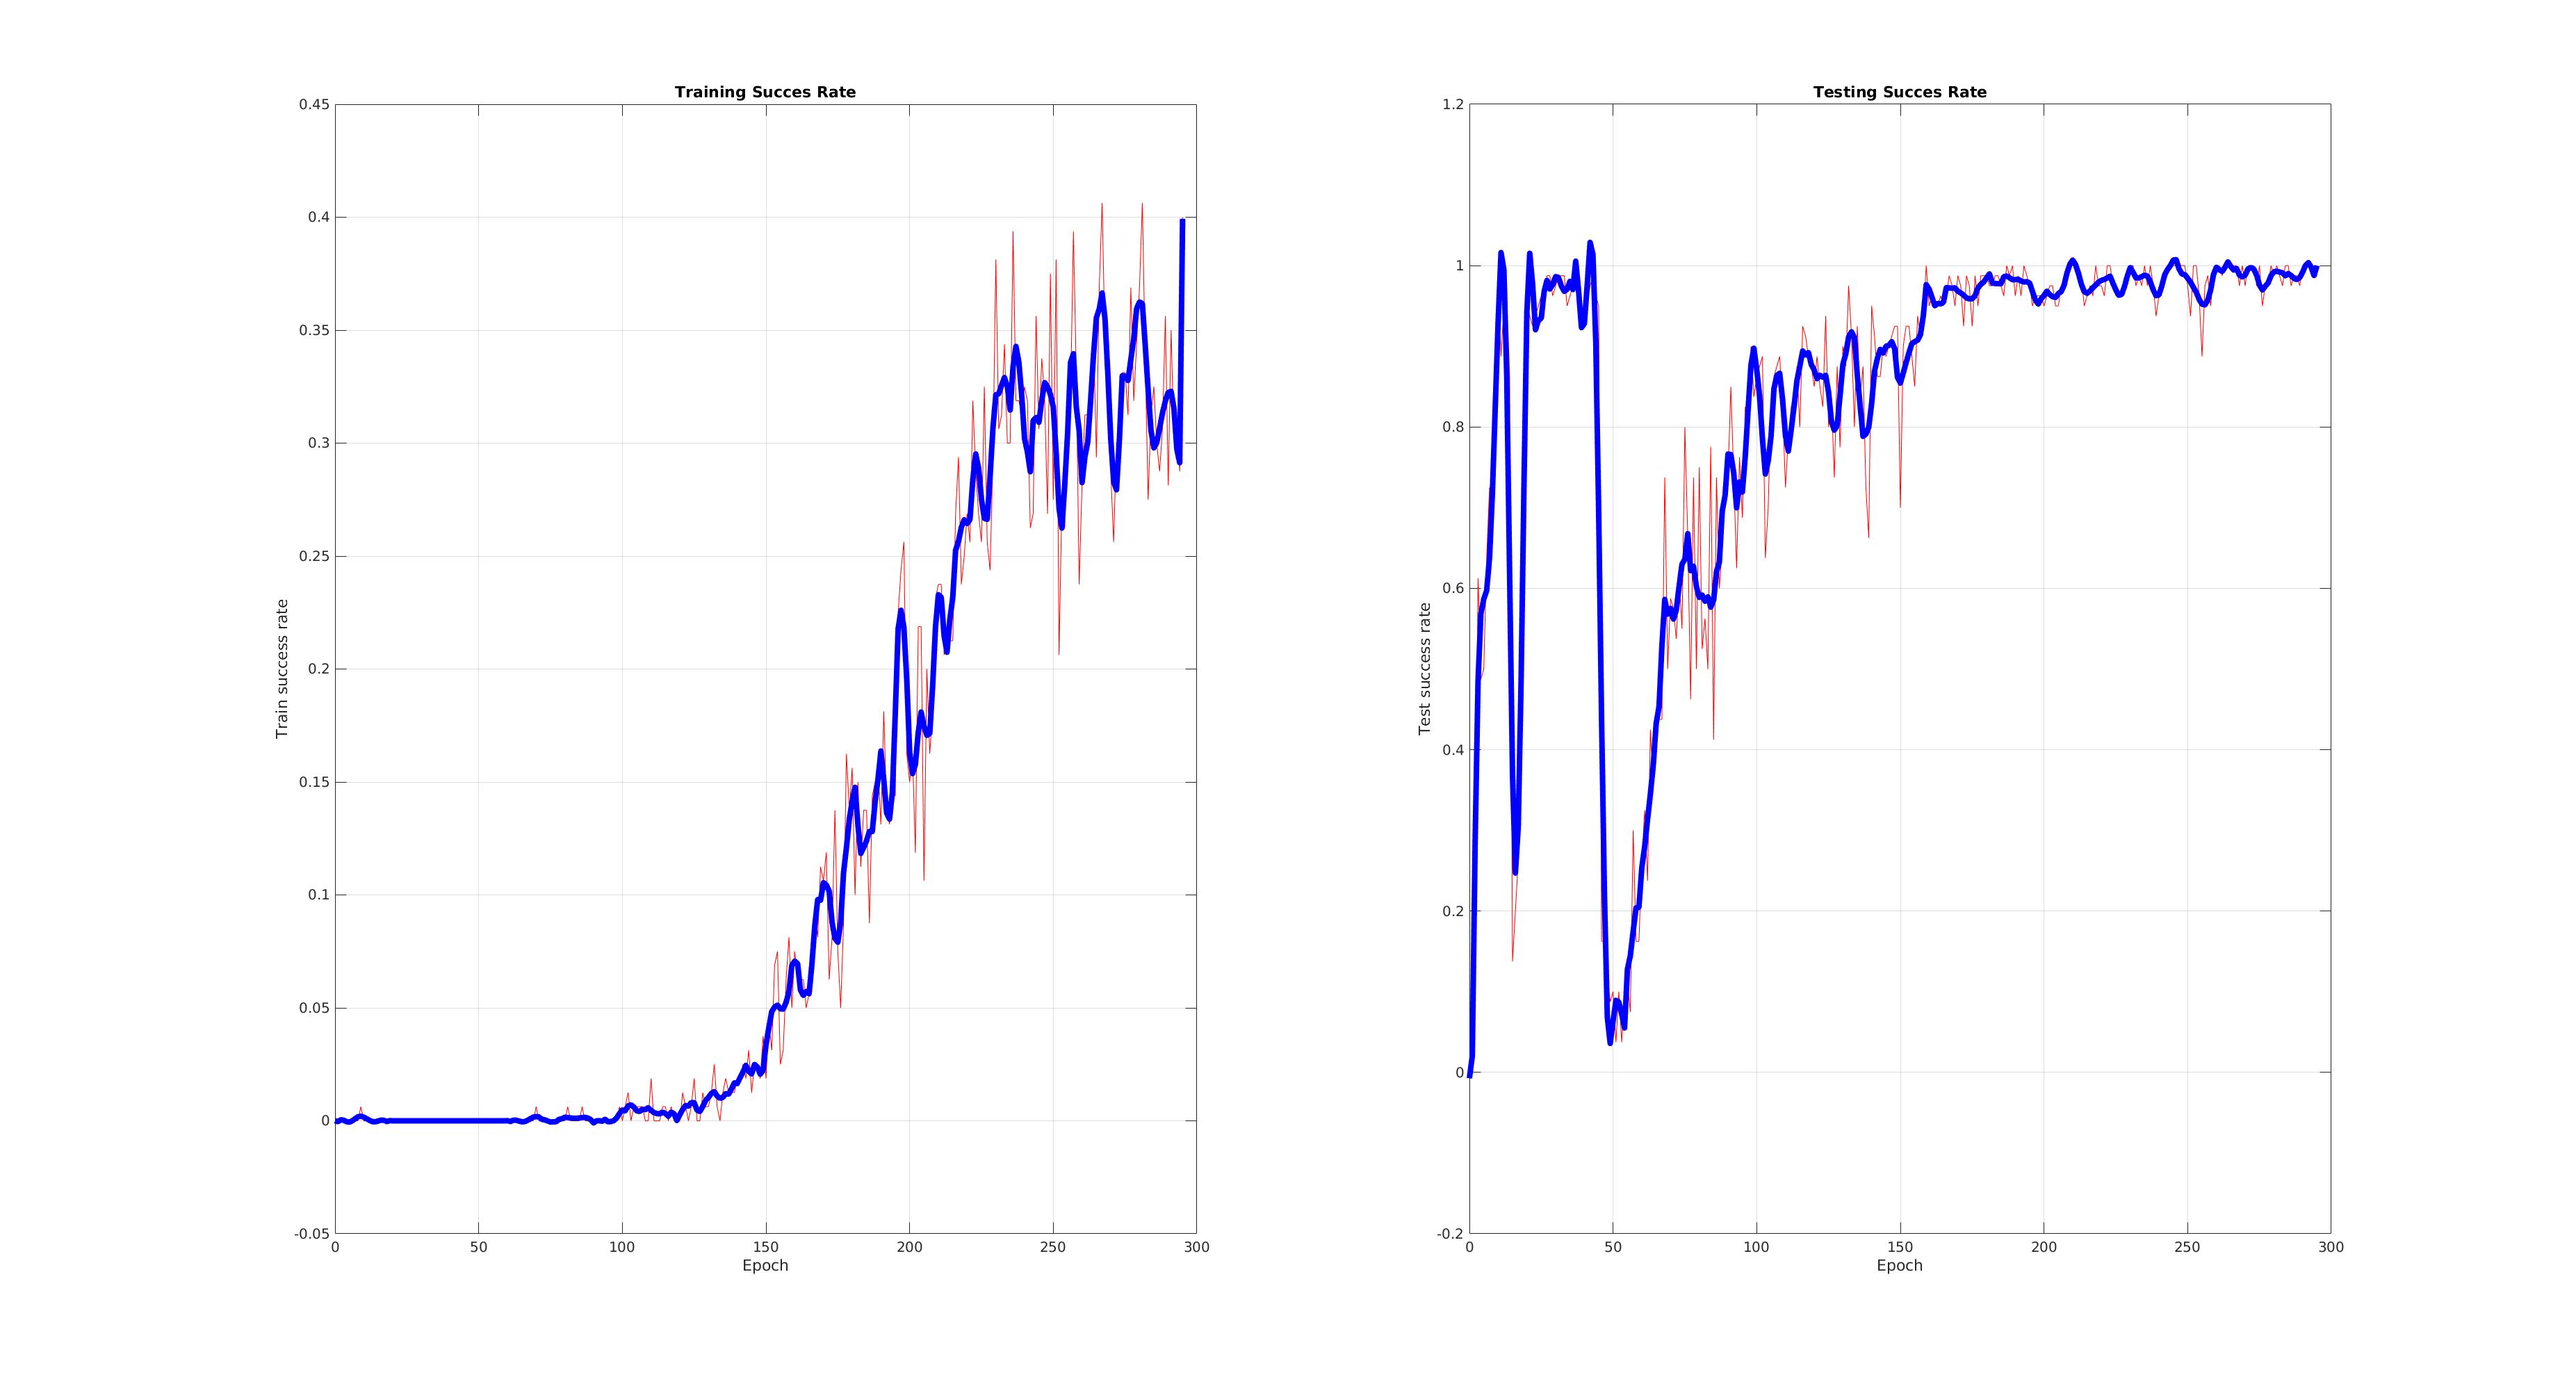 Training Succes Rate
0.45
0.4
0.35
0.3
0.25
0.2
0.15
0.1
0.05
0
-0.05
Train success rate
0 50 100 150 200 250 300
Epoch
Testing Succes Rate
1.2
1
0.8
0.6
0.4
0.2
0
-0.2
Test success rate
0 50 100 150 200 250 300
Epoch